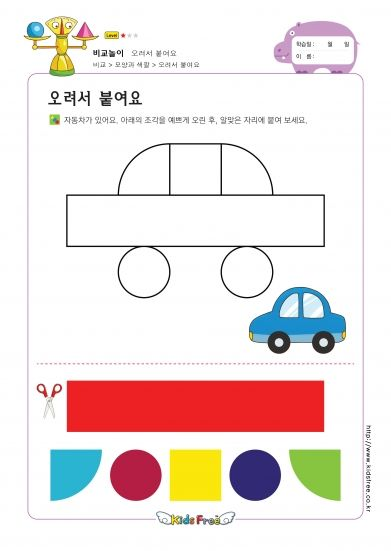 Level ★★★
비교놀이 오려서 붙여요
비교 > 모양과 색깔 > 오려서 붙여요
학습일 : 월 일
이 름 :
오려서 붙여요
자동차가 있어요. 아래의 조각을 예쁘게 오린 후, 알맞은 자리에 붙여 보세요.
http://www.kidsfree.co.kr
Kids Free